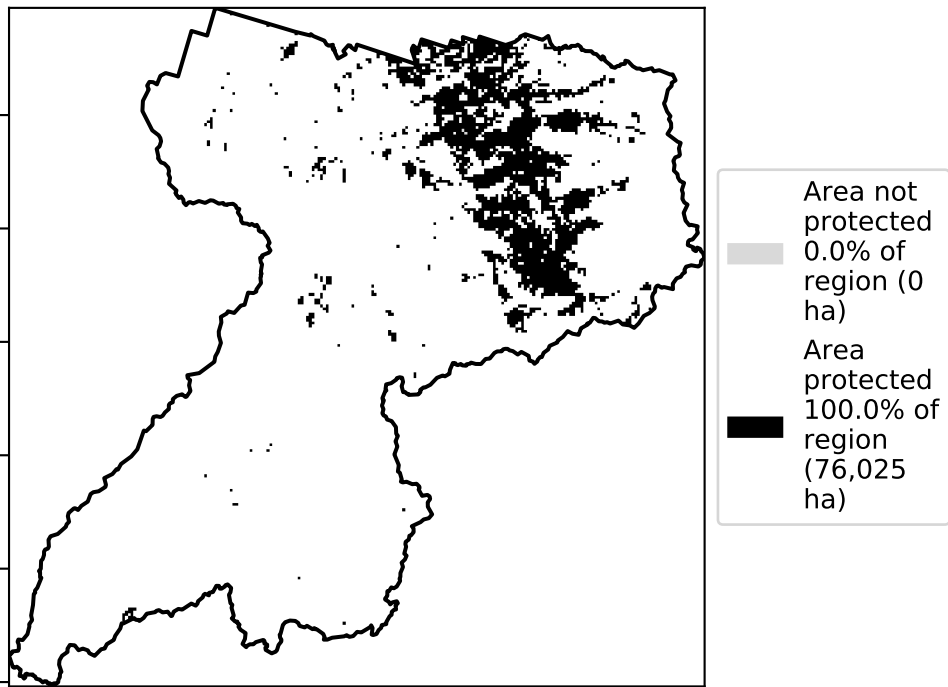 Area not
protected
0.0% of
region (0
ha)
Area
protected
100.0% of
region
(76,025
ha)